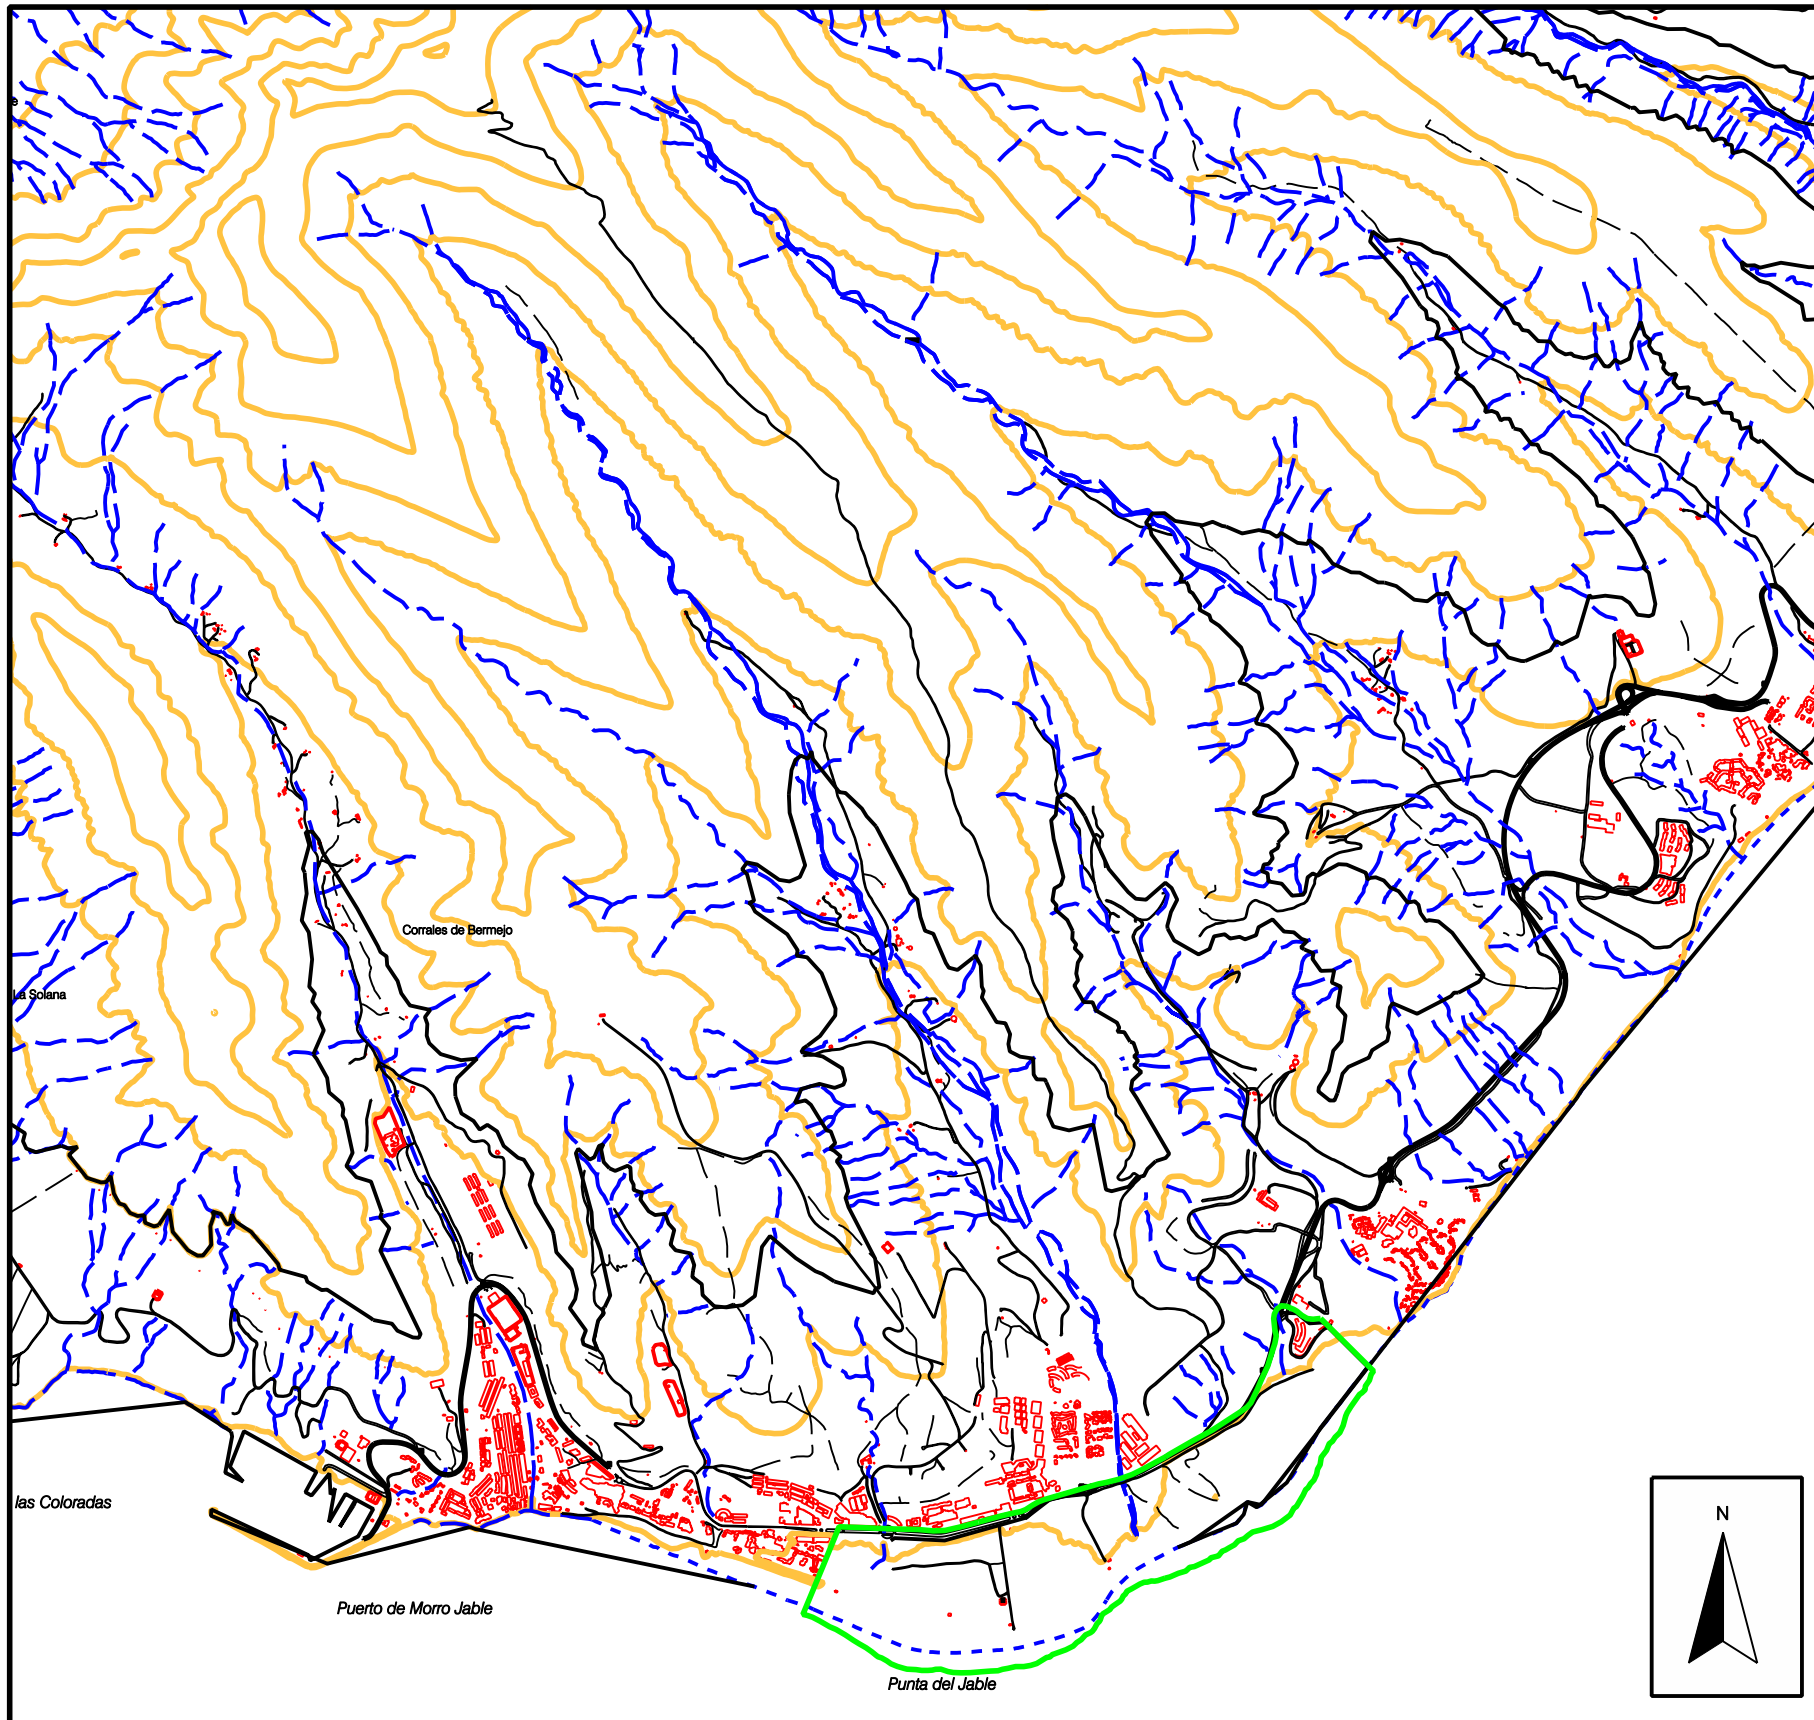 e
Corrales de Bermejo
La Solana
las Coloradas
N
Puerto de Morro Jable
Punta del Jable